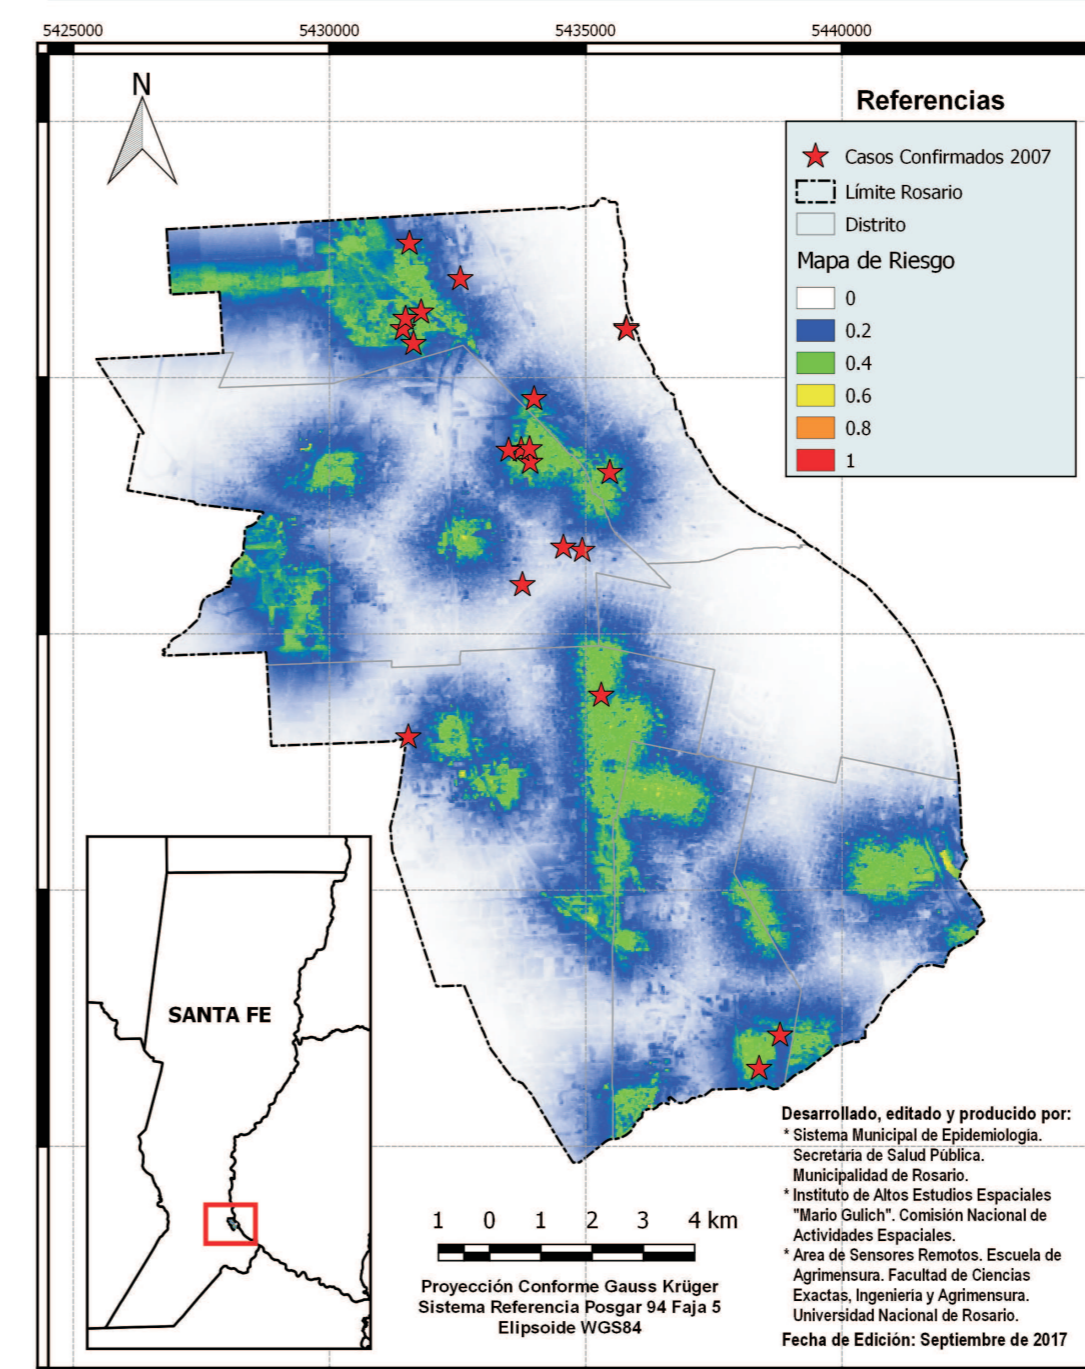 5425000 5430000 5435000 5440000
N
Referencias
Casos Confirmados 2007
Límite Rosario
Distrito
Mapa de Riesgo
0
0.2
0.4
0.6
0.8
1
SANTA FE
1 0 1 2 3 4 km
Proyección Conforme Gauss Krüger
Sistema Referencia Posgar 94 Faja 5
Elipsoide WGS84
Desarrollado, editado y producido por:
* Sistema Municipal de Epidemiología.
Secretaría de Salud Pública.
Municipalidad de Rosario.
* Instituto de Altos Estudios Espaciales
"Mario Gulich". Comisión Nacional de
Actividades Espaciales.
* Area de Sensores Remotos. Escuela de
Agrimensura. Facultad de Ciencias
Exactas, Ingenieria y Agrimensura.
Universidad Nacional de Rosario.
Fecha de Edición: Septiembre de 2017